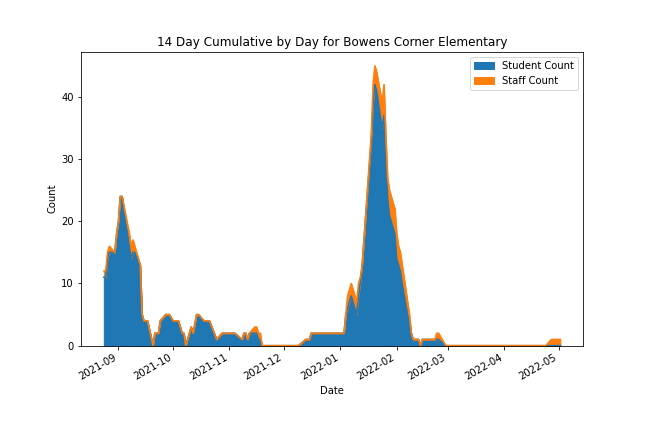 14 Day Cumulative by Day for Bowens Corner Elementary
Student Count
Staff Count
40
30
20
10
0
Count
2021-09
2021-10
2021-11
2021-12
2022-01
2022-02
2022-03
2022-04
2022-05
Date